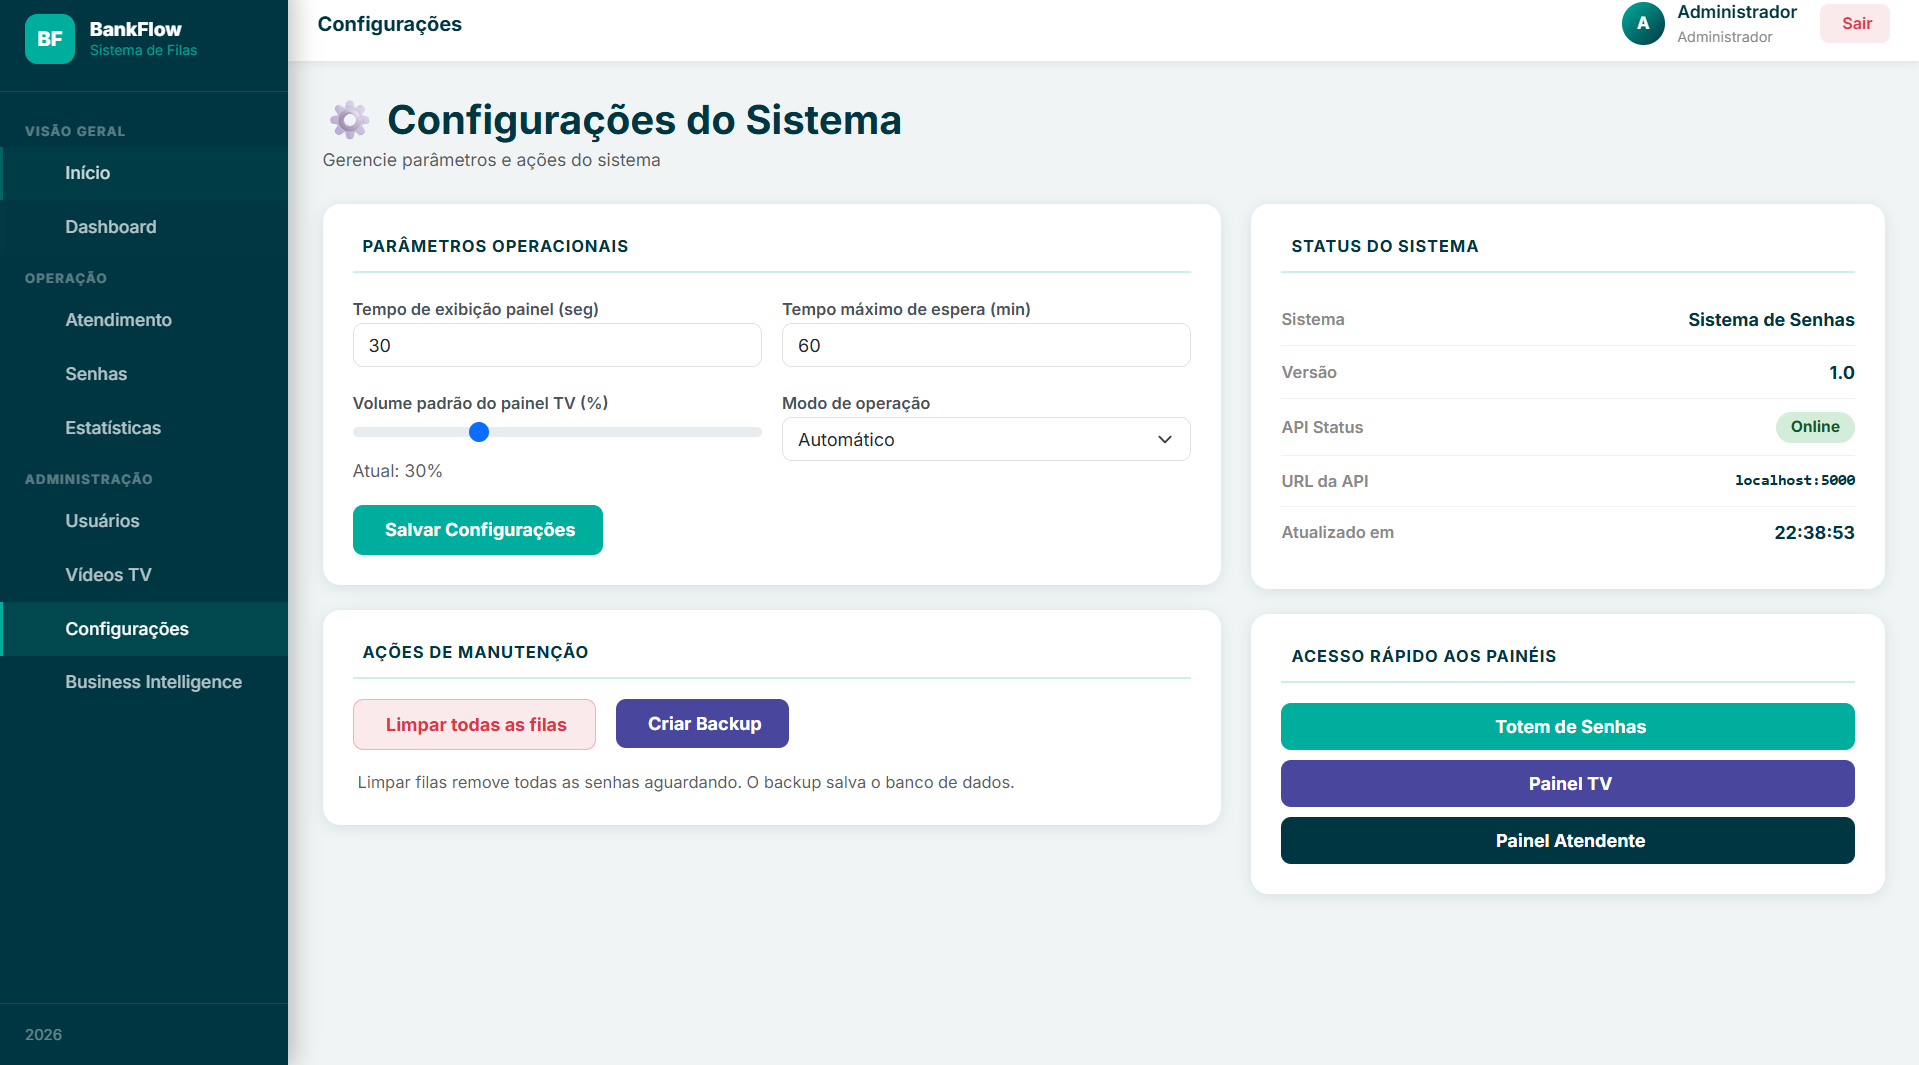 BF
BankFlow
Sistema de Filas
VISÃO GERAL
Início
Dashboard
OPERAÇÃO
Atendimento
Senhas
Estatísticas
ADMINISTRAÇÃO
Usuários
Vídeos TV
Configurações
Business Intelligence
2026
Configurações
A
Administrador
Administrador
Sair
Configurações do Sistema
Gerencie parâmetros e ações do sistema
PARÂMETROS OPERACIONAIS
Tempo de exibição painel (seg)
30
Tempo máximo de espera (min)
60
Volume padrão do painel TV (%)
Atual: 30%
Modo de operação
Automático
Salvar Configurações
AÇÕES DE MANUTENÇÃO
Limpar todas as filas
Criar Backup
Limpar filas remove todas as senhas aguardando. O backup salva o banco de dados.
STATUS DO SISTEMA
Sistema Sistema de Senhas
Versão 1.0
API Status Online
URL da API localhost:5000
Atualizado em 22:38:53
ACESSO RÁPIDO AOS PAINÉIS
Totem de Senhas
Painel TV
Painel Atendente